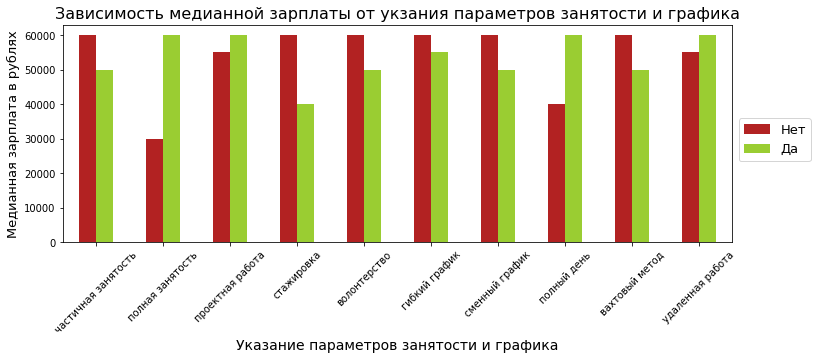 Зависимость медианной зарплаты от укзания параметров занятости и графика
Медианная зарплата в рублях
60000
50000
40000
30000
20000
10000
0
частичная занятость
полная занятость
проектная работа
стажировка
волонтерство
гибкий график
сменный график
полный день
вахтовый метод
удаленная работа
Указание параметров занятости и графика
Нет
Да